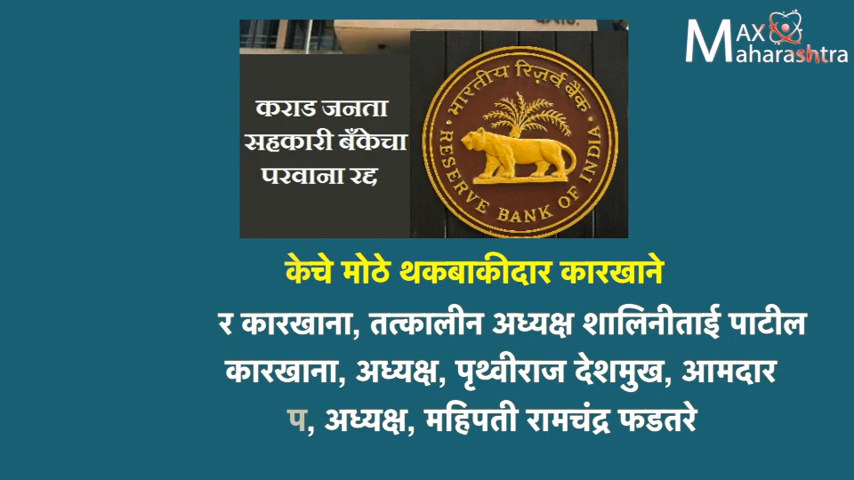 कराड.
MAX
Maharashtra
कराड जनता
सहकारी बँकेचा
परवाना रद्द
भारतीय रिज़र्व बैंक
RESERVE BANK OF INDIA
केचे मोठे थकबाकीदार कारखाने
र कारखाना, तत्कालीन अध्यक्ष शालिनीताई पाटील
कारखाना, अध्यक्ष, पृथ्वीराज देशमुख, आमदार
प, अध्यक्ष, महिपती रामचंद्र फडतरे